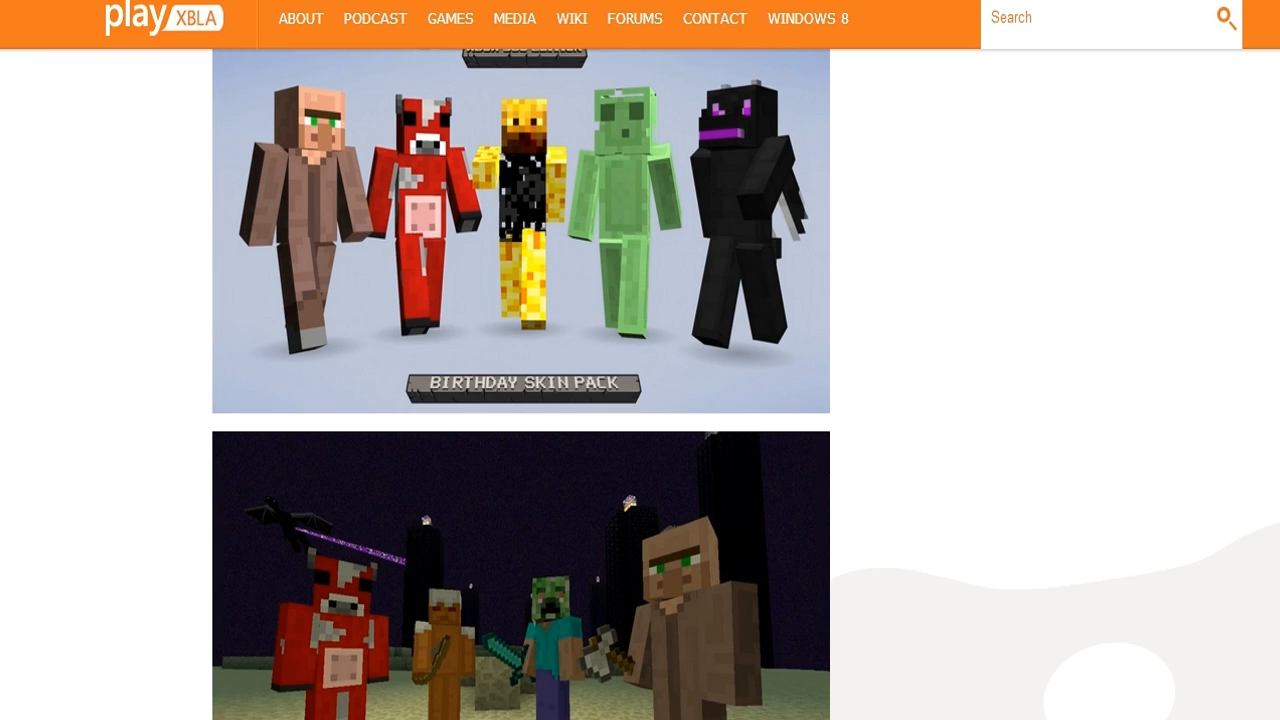 play XBLA
ABOUT PODCAST GAMES MEDIA WIKI FORUMS CONTACT WINDOWS 8
Search
BIRTHDAY SKIN PACK